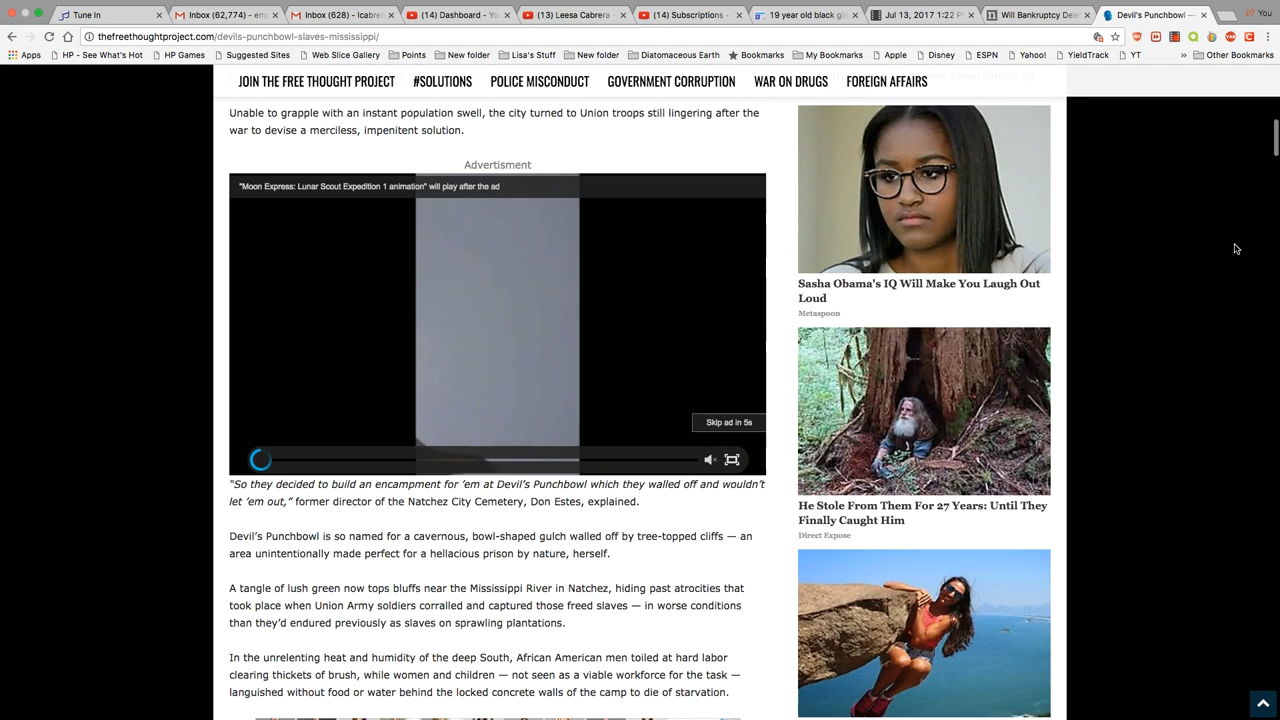 Tune In
Inbox (62,774) - em
Inbox (628) - lcabrer
(14) Dashboard - Yo
(13) Leesa Cabrera
(14) Subscriptions -
19 year old black girl
Jul 13, 2017 1:22 P
Will Bankruptcy Dele
Devil's Punchbowl —
You
thefreethoughtproject.com/devils-punchbowl-slaves-mississippi/
Apps
HP - See What's Hot
HP Games
Suggested Sites
Web Slice Gallery
Points
New folder
Lisa's Stuff
New folder
Diatomaceous Earth
Bookmarks
My Bookmarks
Apple
Disney
ESPN
Yahoo!
YieldTrack
YT
»
Other Bookmarks
JOIN THE FREE THOUGHT PROJECT
#SOLUTIONS
POLICE MISCONDUCT
GOVERNMENT CORRUPTION
WAR ON DRUGS
FOREIGN AFFAIRS
Unable to grapple with an instant population swell, the city turned to Union troops still lingering after the
war to devise a merciless, impenitent solution.
Advertisment
"Moon Express: Lunar Scout Expedition 1 animation" will play after the ad
Skip ad in 5s
“So they decided to build an encampment for ’em at Devil’s Punchbowl which they walled off and wouldn’t
let ’em out,” former director of the Natchez City Cemetery, Don Estes, explained.
Devil’s Punchbowl is so named for a cavernous, bowl-shaped gulch walled off by tree-topped cliffs — an
area unintentionally made perfect for a hellacious prison by nature, herself.
A tangle of lush green now tops bluffs near the Mississippi River in Natchez, hiding past atrocities that
took place when Union Army soldiers corralled and captured those freed slaves — in worse conditions
than they’d endured previously as slaves on sprawling plantations.
In the unrelenting heat and humidity of the deep South, African American men toiled at hard labor
clearing thickets of brush, while women and children — not seen as a viable workforce for the task —
languished without food or water behind the locked concrete walls of the camp to die of starvation.
Sasha Obama's IQ Will Make You Laugh Out
Loud
Metaspoon
He Stole From Them For 27 Years: Until They
Finally Caught Him
Direct Expose